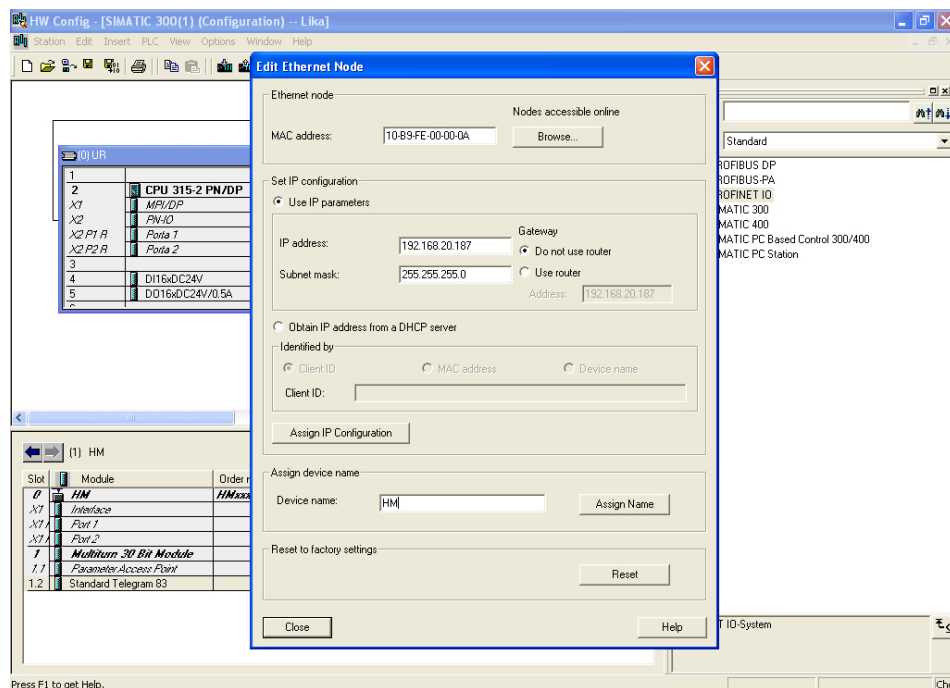 HW Config - [SIMATIC 300(1) (Configuration) -- Lika]
Station Edit Insert PLC View Options Window Help
Edit Ethernet Node
Ethernet node
Nodes accessible online
MAC address: 10-B9-FE-00-00-0A Browse...
Set IP configuration
Use IP parameters
Gateway
IP address: 192.168.20.187 Do not use router
Subnet mask: 255.255.255.0 Use router
Address: 192.168.20.187
Obtain IP address from a DHCP server
Identified by
Client ID MAC address Device name
Client ID:
Assign IP Configuration
Assign device name
Device name: HM Assign Name
Reset to factory settings
Reset
Close Help
(0) UR
1
2 CPU 315-2 PN/DP
X1 MPI/DP
X2 PN-IO
X2 P1 R Porta 1
X2 P2 R Porta 2
3
4 DI16xDC24V
5 DO16xDC24V/0.5A
Standard
ROFIBUS DP
ROFIBUS-PA
ROFINET IO
MATIC 300
MATIC 400
MATIC PC Based Control 300/400
MATIC PC Station
(1) HM
Slot Module Order
0 HM HMxxx
X1 Interface
X1 Port 1
X1 Port 2
1 Multiturn 30 Bit Module
1.1 Parameter Access Point
1.2 Standard Telegram 83
T IO-System
Press F1 to get Help.